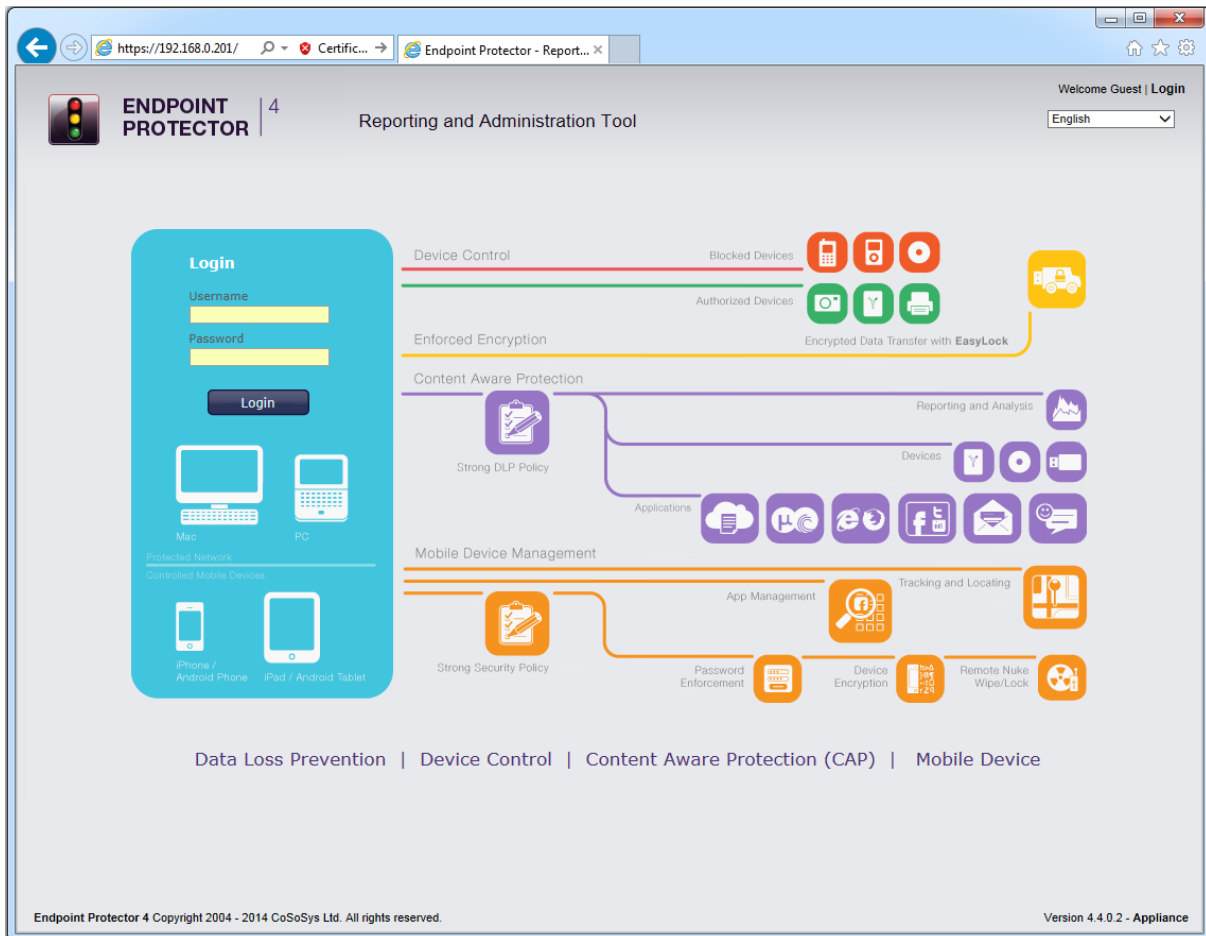 https://192.168.0.201/
Certific...
Endpoint Protector - Report...
Welcome Guest | Login
ENDPOINT PROTECTOR | 4
Reporting and Administration Tool
English
Login
Username
Password
Login
Mac
PC
Protected Network
Controlled Mobile Devices
iPhone /
Android Phone
iPad / Android Tablet
Device Control
Blocked Devices
Authorized Devices
Enforced Encryption
Encrypted Data Transfer with EasyLock
Content Aware Protection
Strong DLP Policy
Reporting and Analysis
Devices
Applications
Mobile Device Management
Strong Security Policy
App Management
Tracking and Locating
Password
Enforcement
Device
Encryption
Remote Nuke
Wipe/Lock
Data Loss Prevention | Device Control | Content Aware Protection (CAP) | Mobile Device
Endpoint Protector 4 Copyright 2004 - 2014 CoSoSys Ltd. All rights reserved.
Version 4.4.0.2 - Appliance